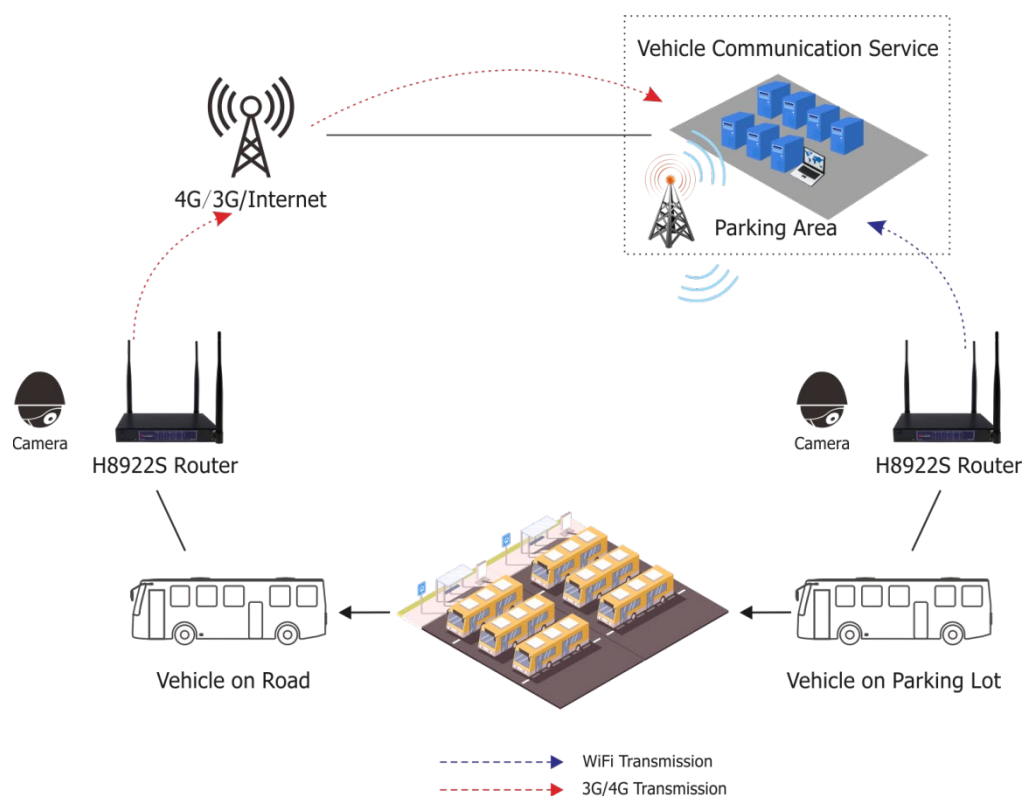 Vehicle Communication Service
4G/3G/Internet
Parking Area
Camera
H8922S Router
Camera
H8922S Router
Vehicle on Road
Vehicle on Parking Lot
WiFi Transmission
3G/4G Transmission